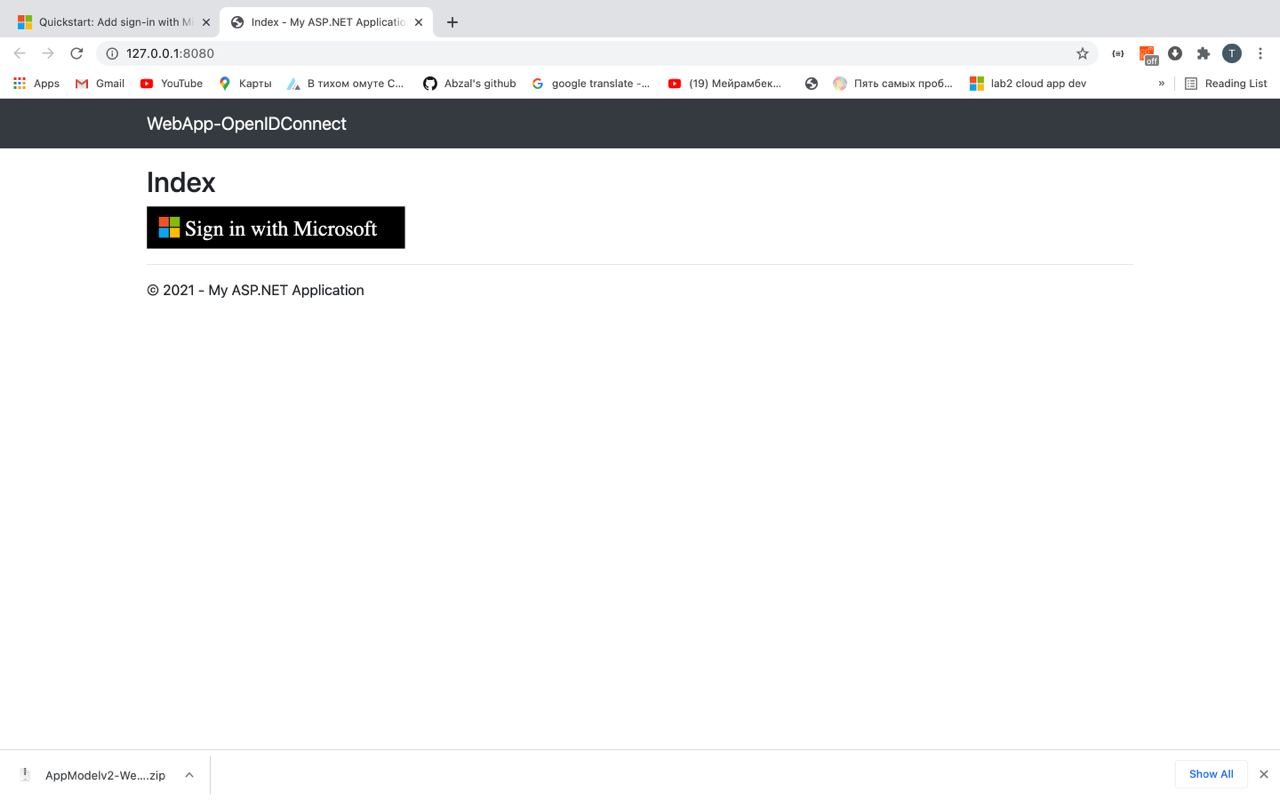 Quickstart: Add sign-in with Mi
Index - My ASP.NET Applicatio
127.0.0.1:8080
off
T
Apps
Gmail
YouTube
Карты
В тихом омуте С...
Abzal's github
google translate -...
(19) Мейрамбек...
Пять самых проб...
lab2 cloud app dev
»
Reading List
WebApp-OpenIDConnect
Index
Sign in with Microsoft
© 2021 - My ASP.NET Application
AppModelv2-We....zip
Show All